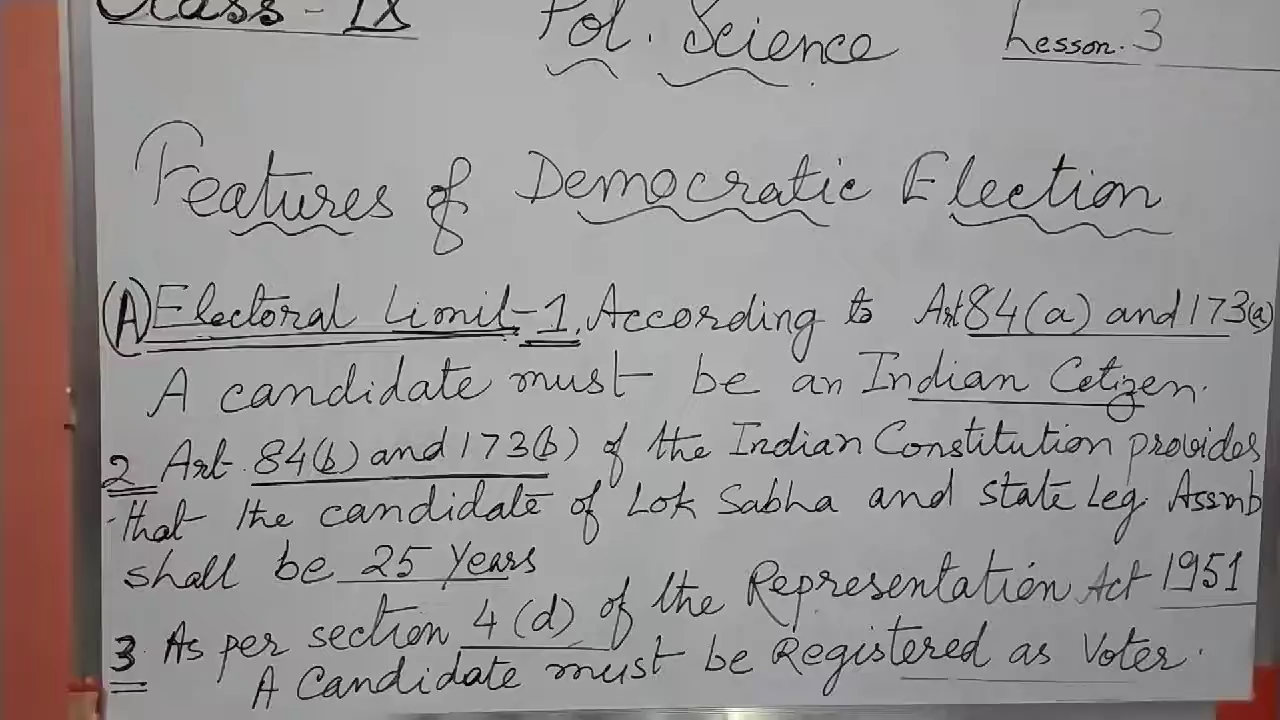 Class - IX Pol. Science Lesson. 3
Features of Democratic Election
(A) Electoral Limit-1. According to Art 84(a) and 173(a)
A candidate must be an Indian Cetizen.
2 Art. 84(b) and 173(b) of the Indian Constitution provides
that the candidate of Lok Sabha and state Leg. Assmb
shall be 25 Years
3 As per section 4(d) of the Representation Act 1951
A Candidate must be Registered as Voter.